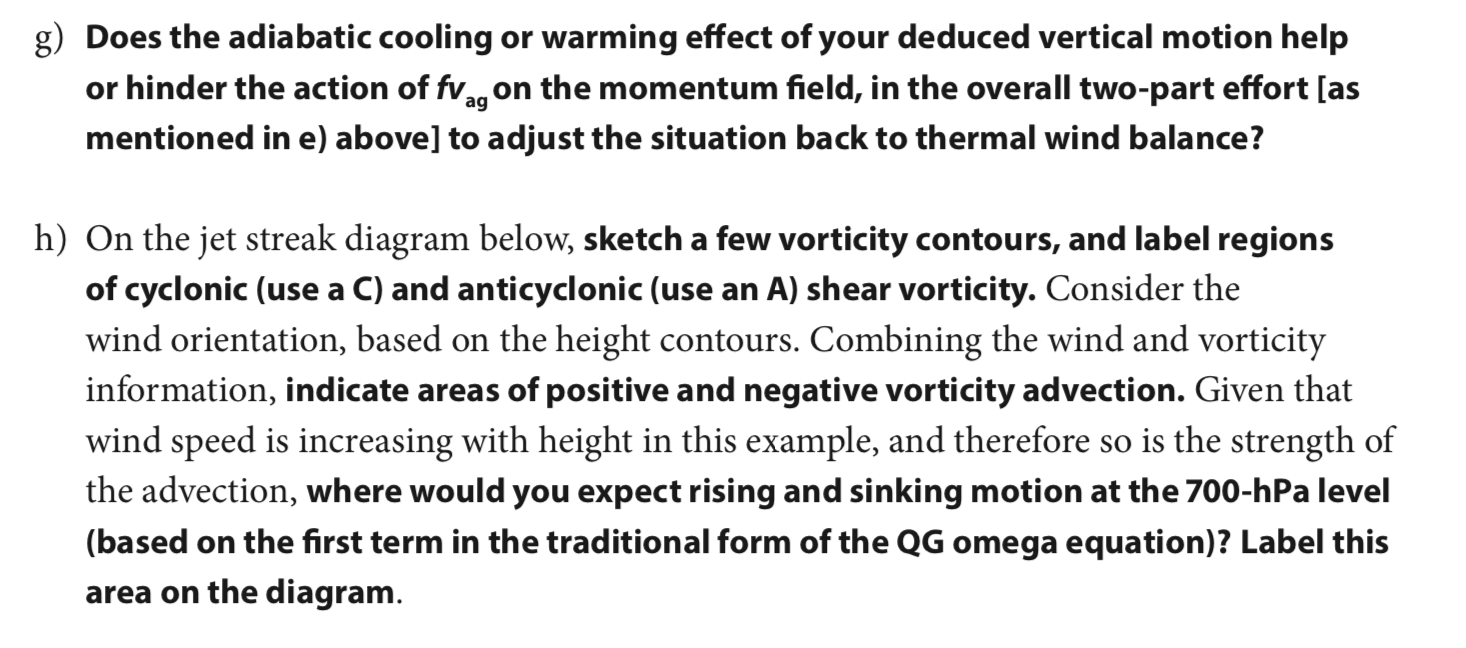 g) Does the adiabatic cooling or warming effect of your deduced vertical motion help
or hinder the action of fvag on the momentum field, in the overall two-part effort [as
mentioned in e) above] to adjust the situation back to thermal wind balance?
h) On the jet streak diagram below, sketch a few vorticity contours, and label regions
of cyclonic (use a C) and anticyclonic (use an A) shear vorticity. Consider the
wind orientation, based on the height contours. Combining the wind and vorticity
information, indicate areas of positive and negative vorticity advection. Given that
wind speed is increasing with height in this example, and therefore so is the strength of
the advection, where would you expect rising and sinking motion at the 700-hPa level
(based on the first term in the traditional form of the QG omega equation)? Label this
area on the diagram.